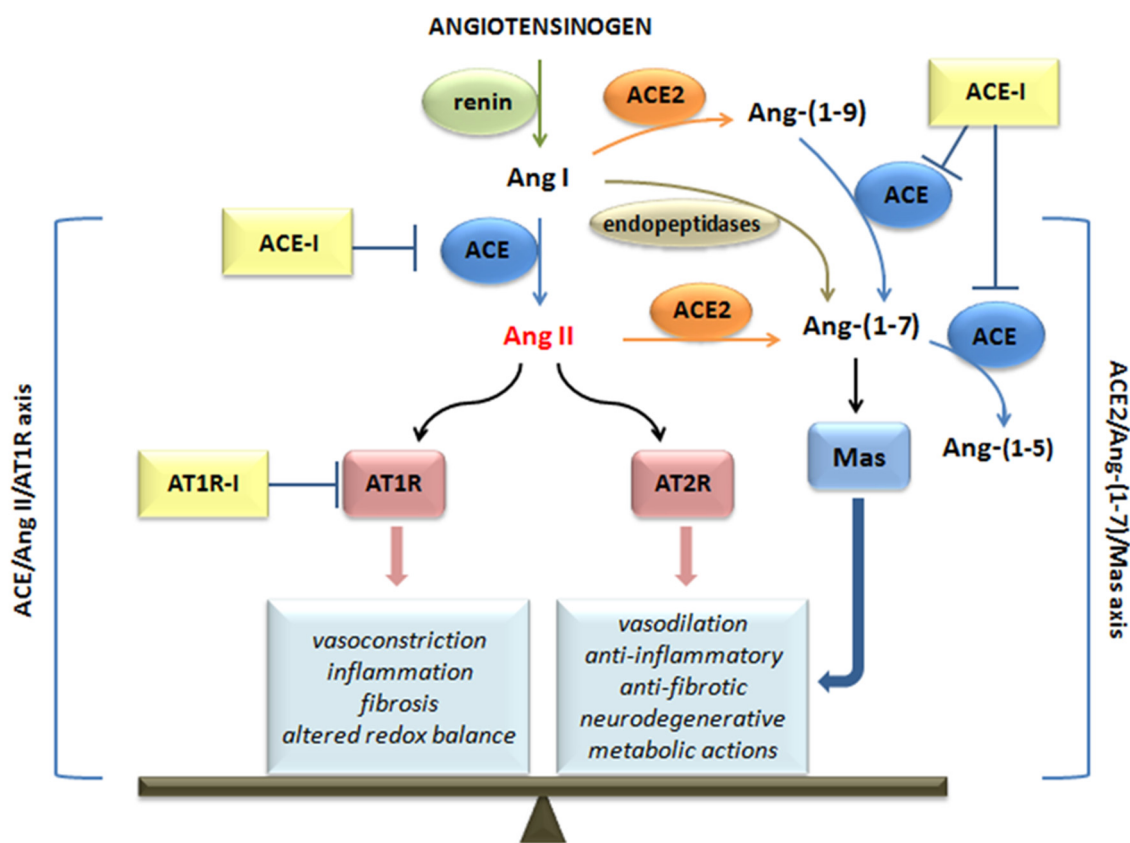 ANGIOTENSINOGEN
renin
ACE2
Ang-(1-9)
ACE-I
Ang I
ACE
endopeptidases
ACE-I
ACE
Ang II
ACE2
Ang-(1-7)
ACE
Ang-(1-5)
AT1R-I
AT1R
AT2R
Mas
vasoconstriction
inflammation
fibrosis
altered redox balance
vasodilation
anti-inflammatory
anti-fibrotic
neurodegenerative
metabolic actions
ACE/Ang II/AT1R axis
ACE2/Ang-(1-7)/Mas axis